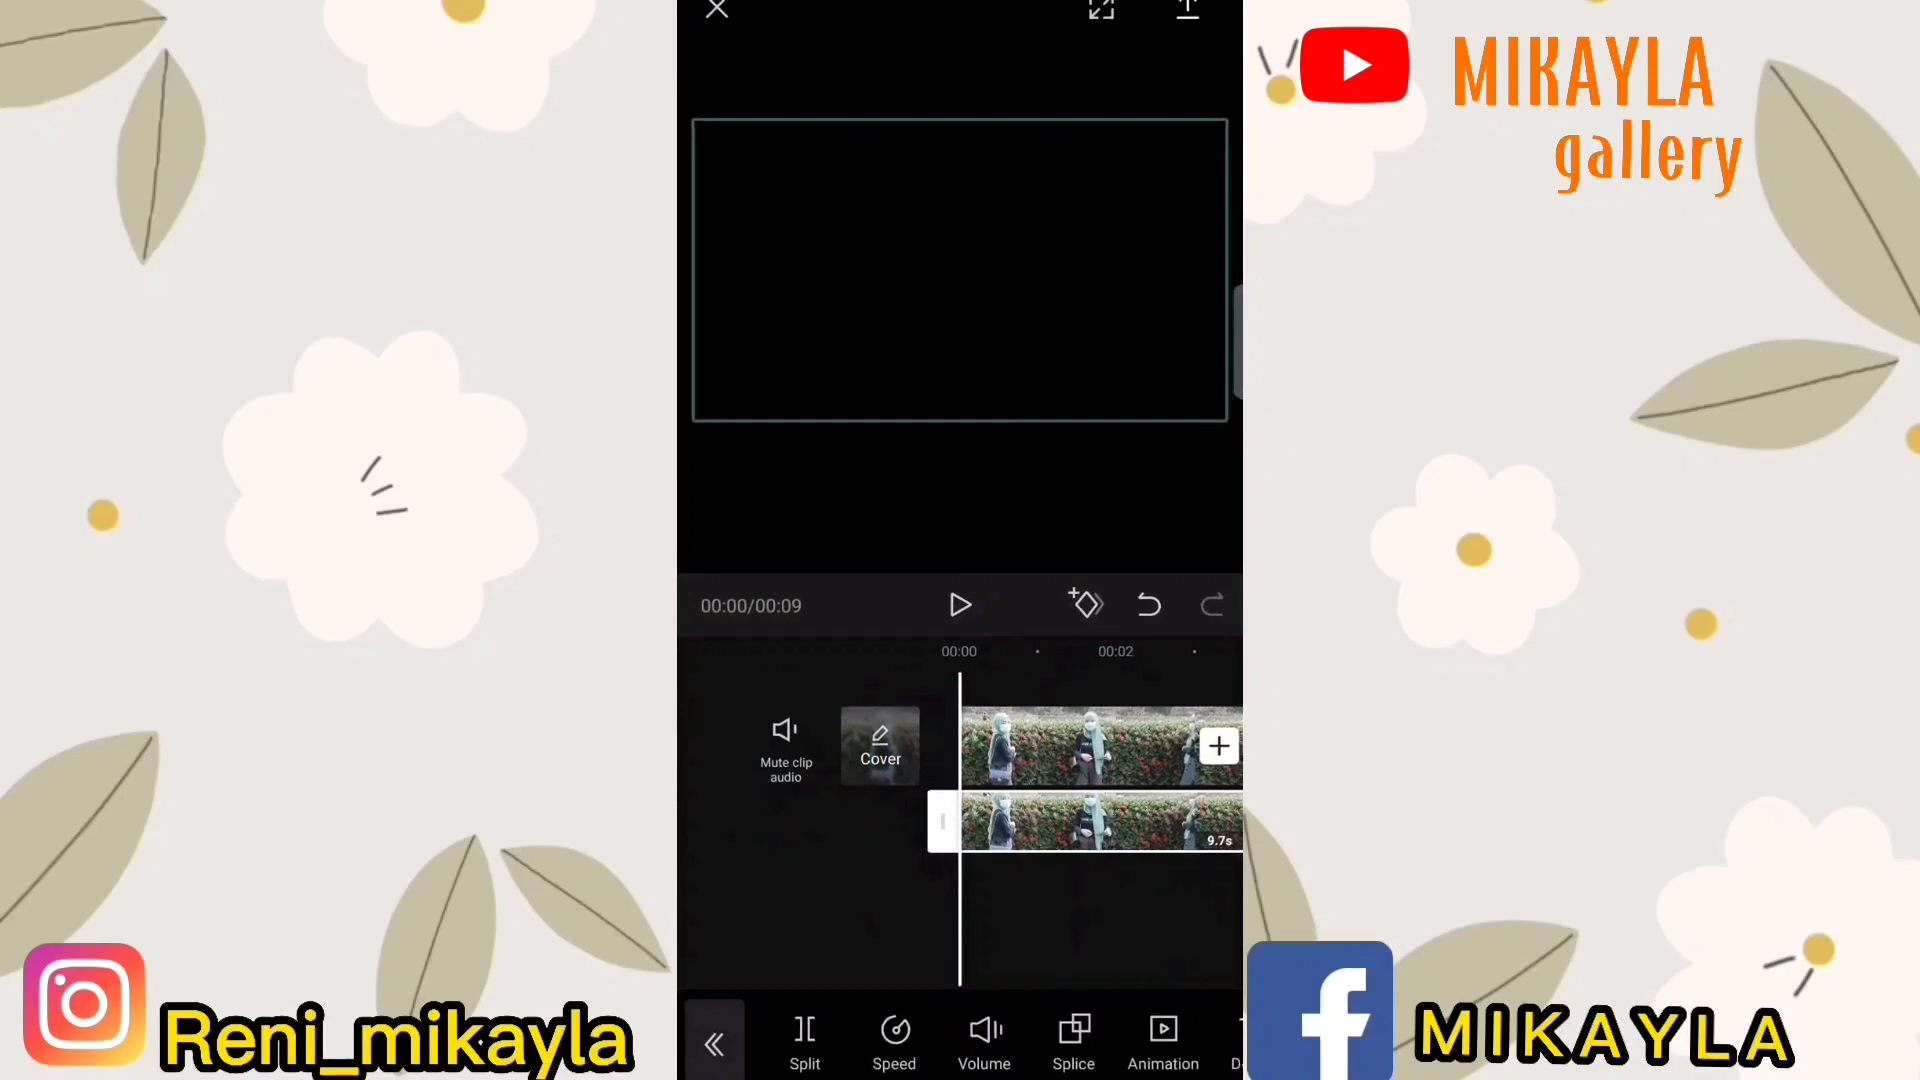 MIKAYLA
gallery
00:00/00:09
00:00
00:02
Mute clip
audio
Cover
9.7s
Split
Speed
Volume
Splice
Animation
Reni_mikayla
MIKAYLA